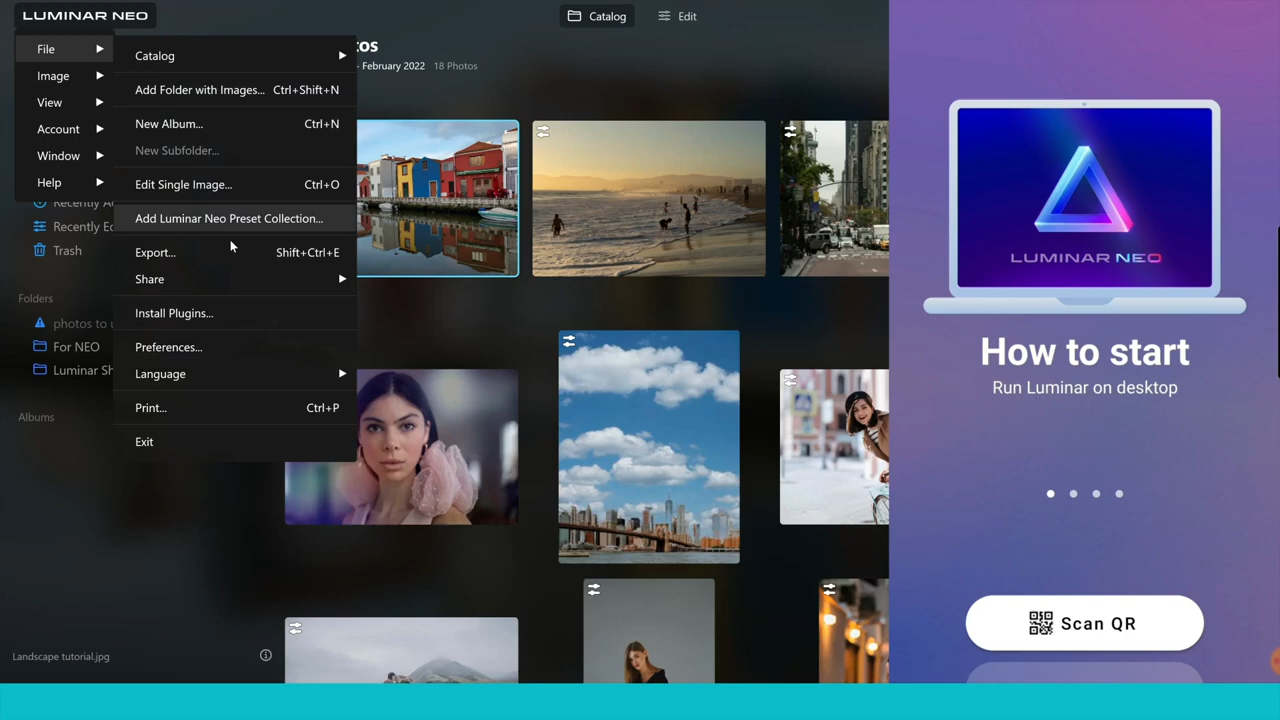 LUMINAR NEO
Catalog
Edit
File
Image
View
Account
Window
Help
Catalog
Add Folder with Images... Ctrl+Shift+N
New Album... Ctrl+N
New Subfolder...
Edit Single Image... Ctrl+O
Add Luminar Neo Preset Collection...
Export... Shift+Ctrl+E
Share
Install Plugins...
Preferences...
Language
Print... Ctrl+P
Exit
- February 2022 18 Photos
Trash
Folders
photos to
For NEO
Luminar
Albums
Landscape tutorial.jpg
LUMINAR NEO
How to start
Run Luminar on desktop
Scan QR